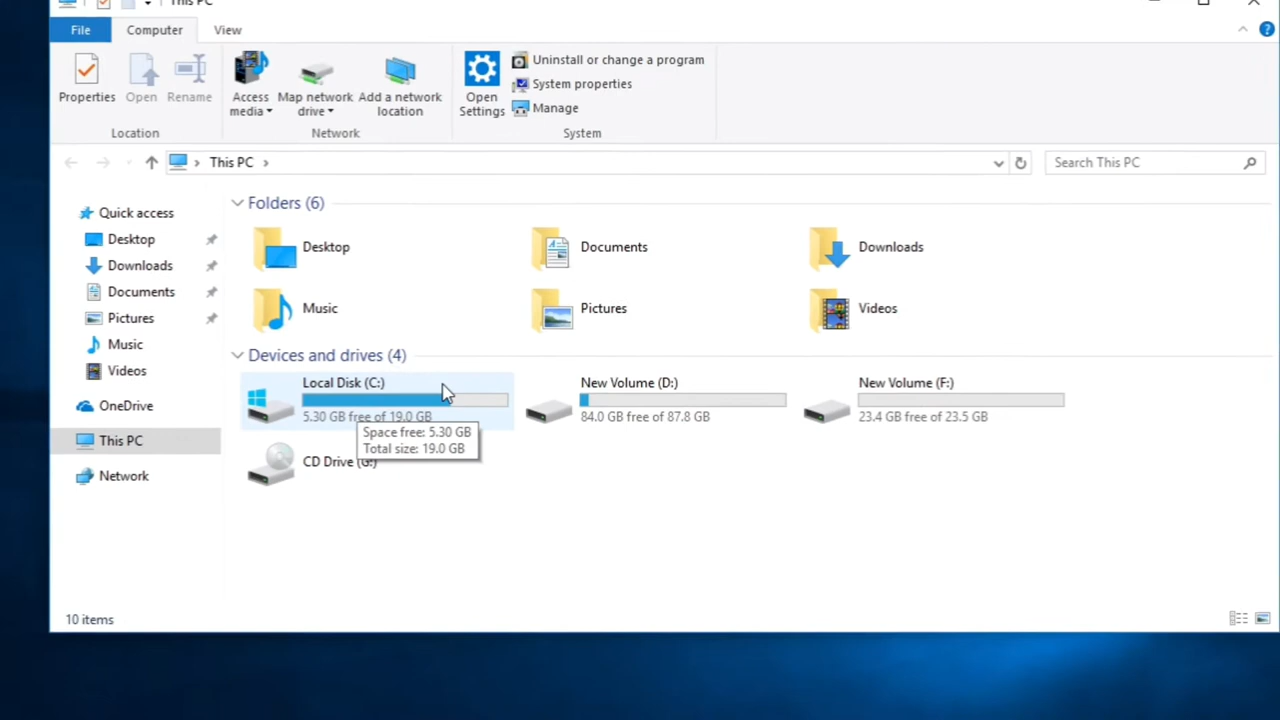 This PC
File
Computer
View
Properties
Open
Rename
Access media
Map network drive
Add a network location
Open Settings
Uninstall or change a program
System properties
Manage
Location
Network
System
This PC
Search This PC
Quick access
Desktop
Downloads
Documents
Pictures
Music
Videos
OneDrive
This PC
Network
Folders (6)
Desktop
Documents
Downloads
Music
Pictures
Videos
Devices and drives (4)
Local Disk (C:)
5.30 GB free of 19.0 GB
New Volume (D:)
84.0 GB free of 87.8 GB
New Volume (F:)
23.4 GB free of 23.5 GB
Space free: 5.30 GB
Total size: 19.0 GB
CD Drive (G:)
10 items